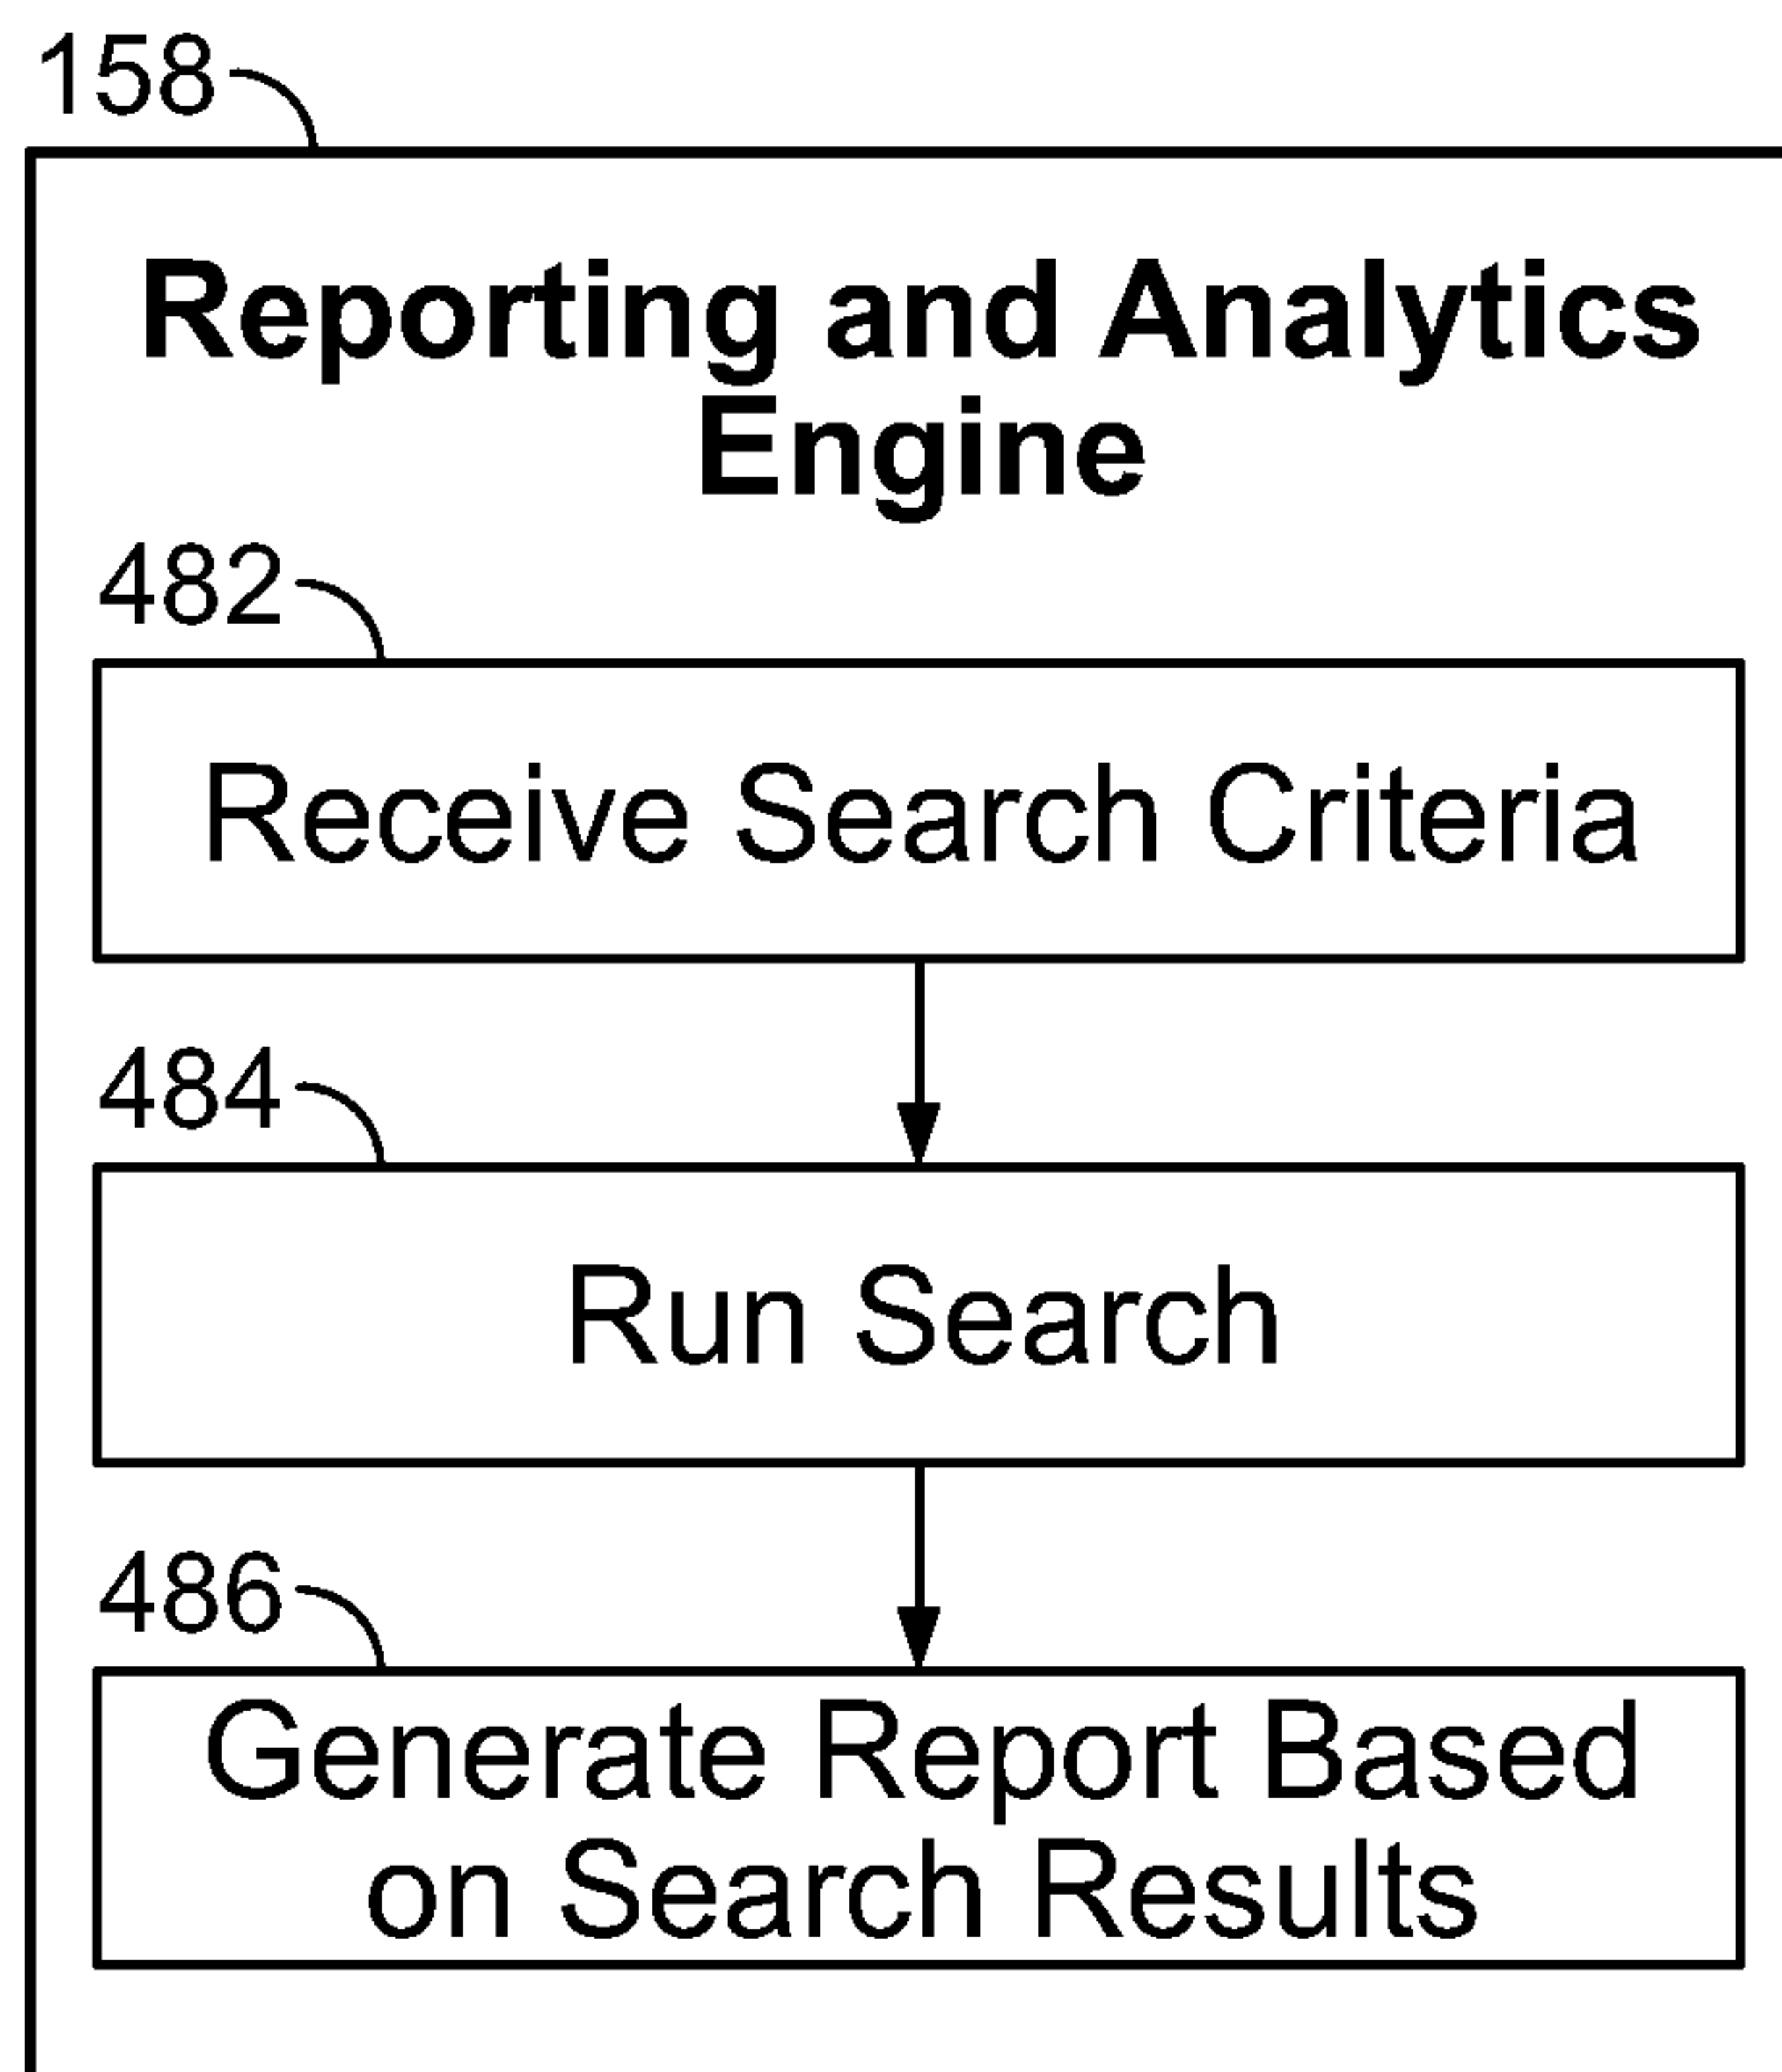 158
Reporting and Analytics
Engine
482
Receive Search Criteria
484
Run Search
486
Generate Report Based
on Search Results